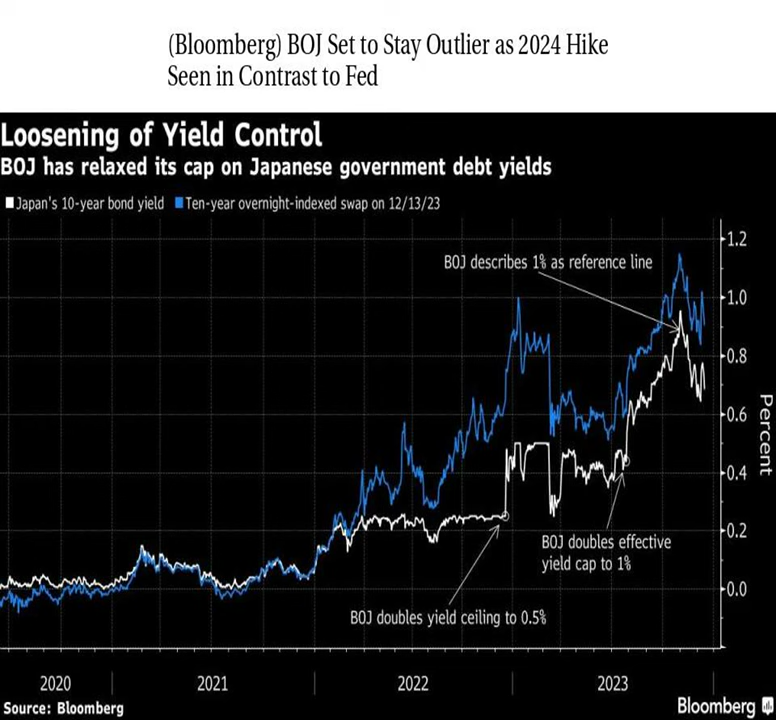 (Bloomberg) BOJ Set to Stay Outlier as 2024 Hike
Seen in Contrast to Fed
Loosening of Yield Control
BOJ has relaxed its cap on Japanese government debt yields
Japan's 10-year bond yield Ten-year overnight-indexed swap on 12/13/23
1.2
BOJ describes 1% as reference line
1.0
0.8
0.6
Percent
0.4
BOJ doubles effective
yield cap to 1%
0.2
0.0
BOJ doubles yield ceiling to 0.5%
2020 2021 2022 2023
Source: Bloomberg
Bloomberg